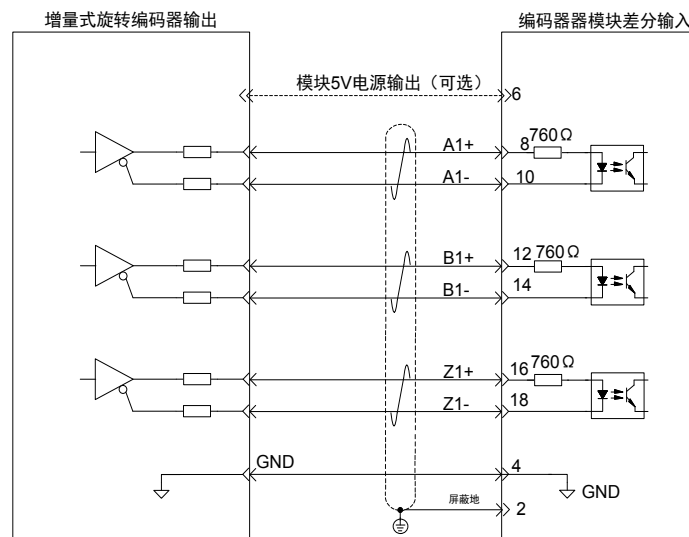 增量式旋转编码器输出
编码器器模块差分输入
模块5V电源输出（可选）
6
A1+
8
760Ω
A1-
10
B1+
12
760Ω
B1-
14
Z1+
16
760Ω
Z1-
18
GND
4
GND
屏蔽地
2